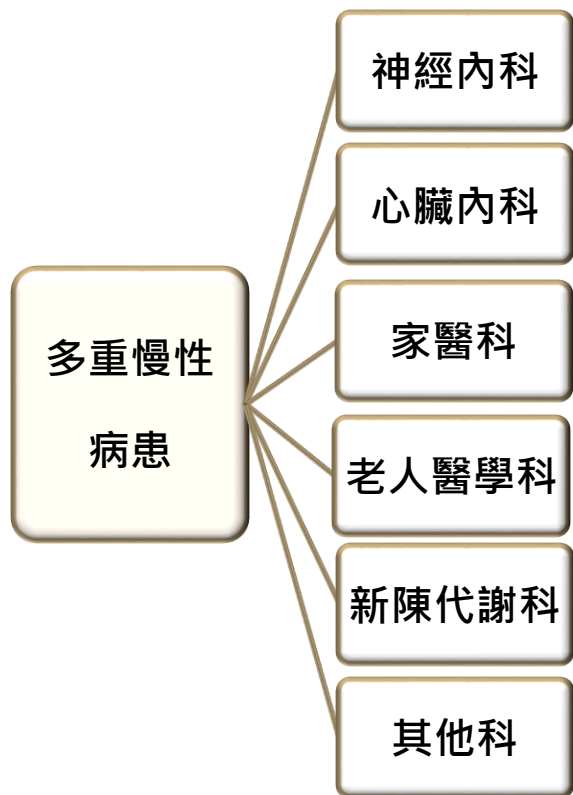 多重慢性
病患
神經內科
心臟內科
家醫科
老人醫學科
新陳代謝科
其他科